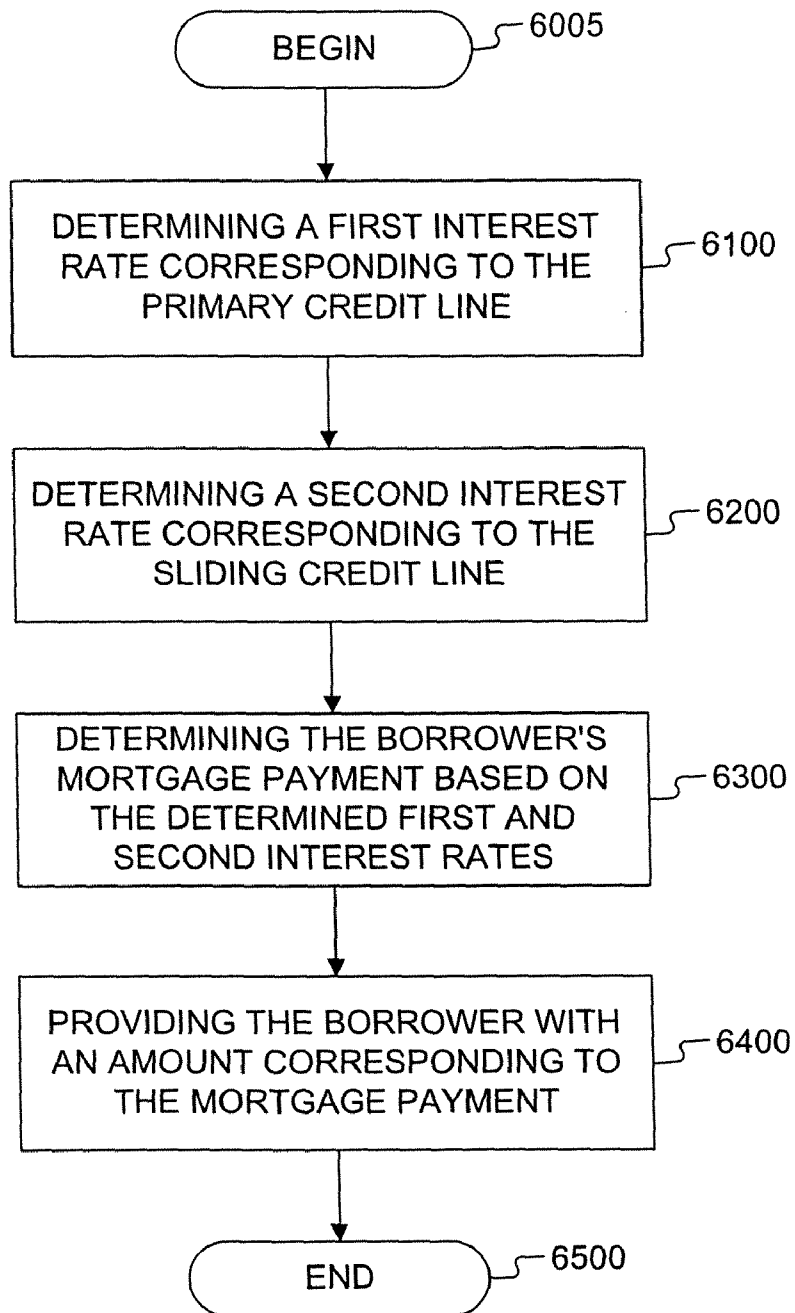 BEGIN
6005
DETERMINING A FIRST INTEREST
RATE CORRESPONDING TO THE
PRIMARY CREDIT LINE
6100
DETERMINING A SECOND INTEREST
RATE CORRESPONDING TO THE
SLIDING CREDIT LINE
6200
DETERMINING THE BORROWER'S
MORTGAGE PAYMENT BASED ON
THE DETERMINED FIRST AND
SECOND INTEREST RATES
6300
PROVIDING THE BORROWER WITH
AN AMOUNT CORRESPONDING TO
THE MORTGAGE PAYMENT
6400
END
6500